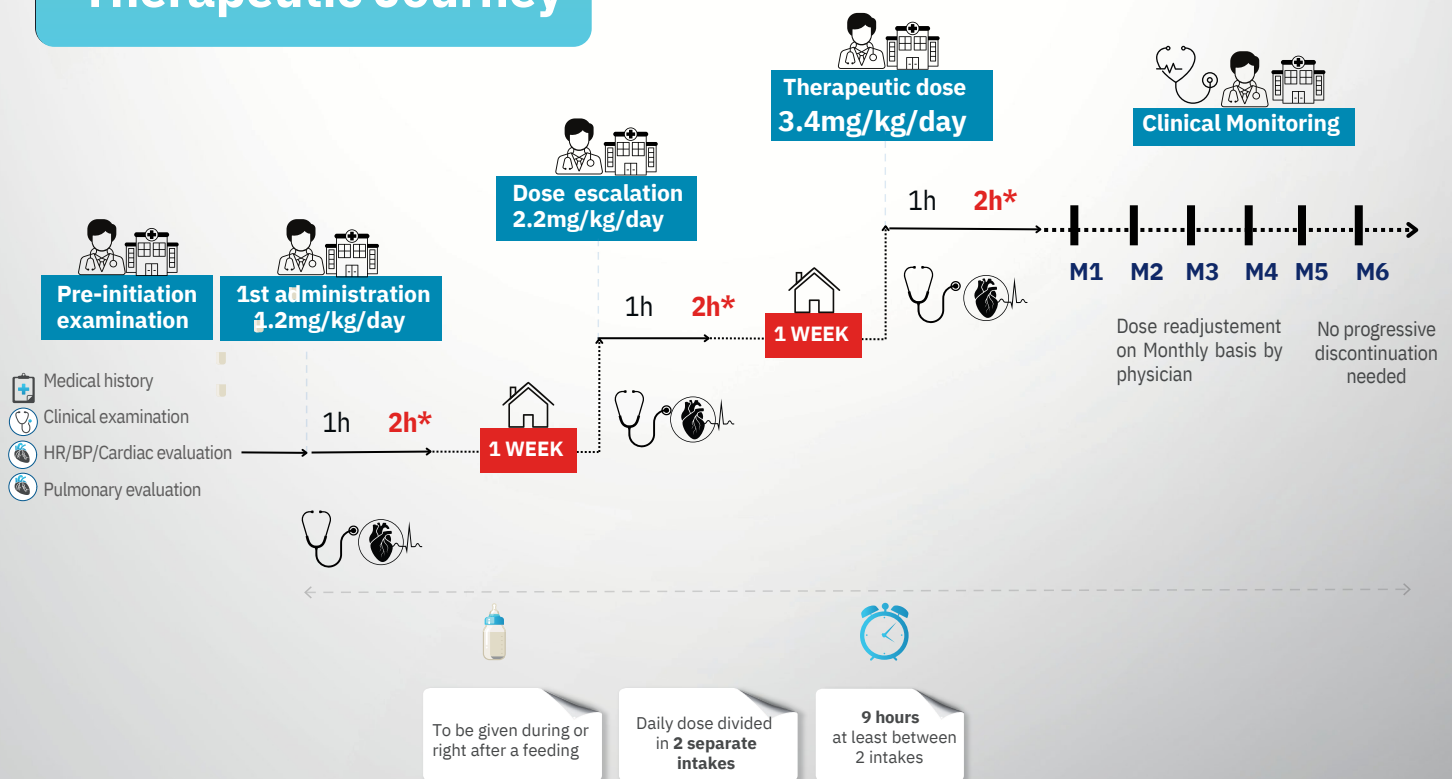 Therapeutic Journey
Therapeutic dose
3.4mg/kg/day
Clinical Monitoring
Dose escalation
2.2mg/kg/day
1h 2h*
M1 M2 M3 M4 M5 M6
Pre-initiation
examination
1st administration
1.2mg/kg/day
1h 2h*
1 WEEK
Dose readjustement
on Monthly basis by
physician
No progressive
discontinuation
needed
Medical history
Clinical examination
HR/BP/Cardiac evaluation
Pulmonary evaluation
1h 2h*
1 WEEK
To be given during or
right after a feeding
Daily dose divided
in 2 separate
intakes
9 hours
at least between
2 intakes